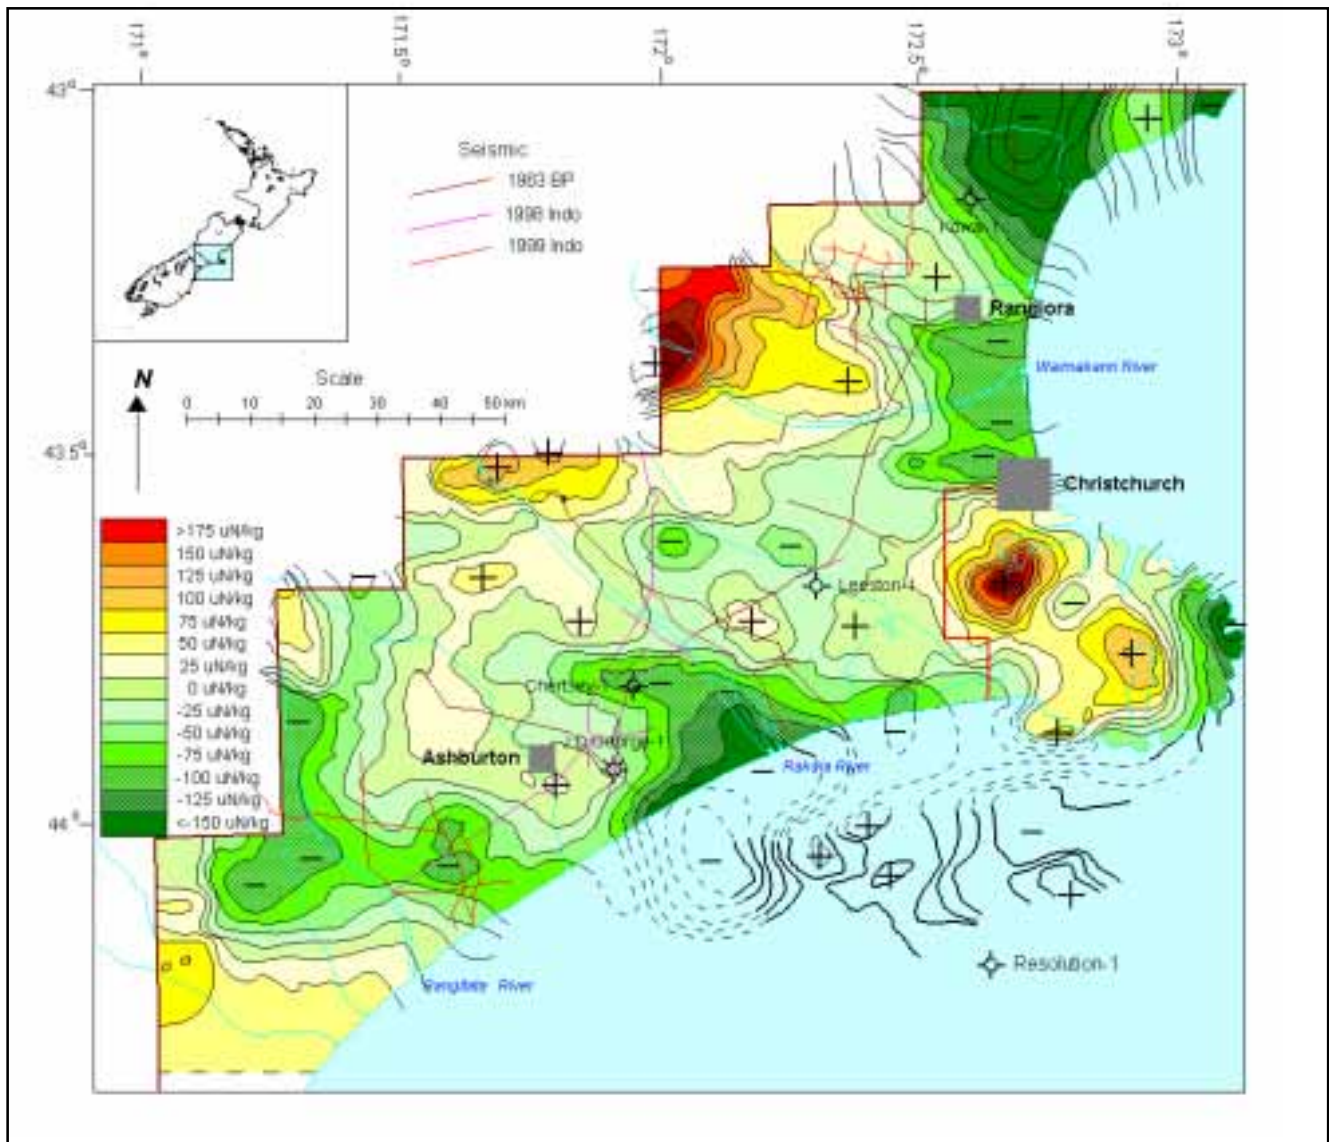 171°
171.5°
172°
172.5°
173°
43°
Seismic
1963 BP
1998 Indo
1999 Indo
Rangiora
N
Scale
0 10 20 30 40 50 km
43.5°
Christchurch
>175 uN/kg
150 uN/kg
125 uN/kg
100 uN/kg
75 uN/kg
50 uN/kg
25 uN/kg
0 uN/kg
-25 uN/kg
-50 uN/kg
-75 uN/kg
-100 uN/kg
-125 uN/kg
<-150 uN/kg
Leeston-1
Ashburton
Rakaia River
44°
Resolution-1
River